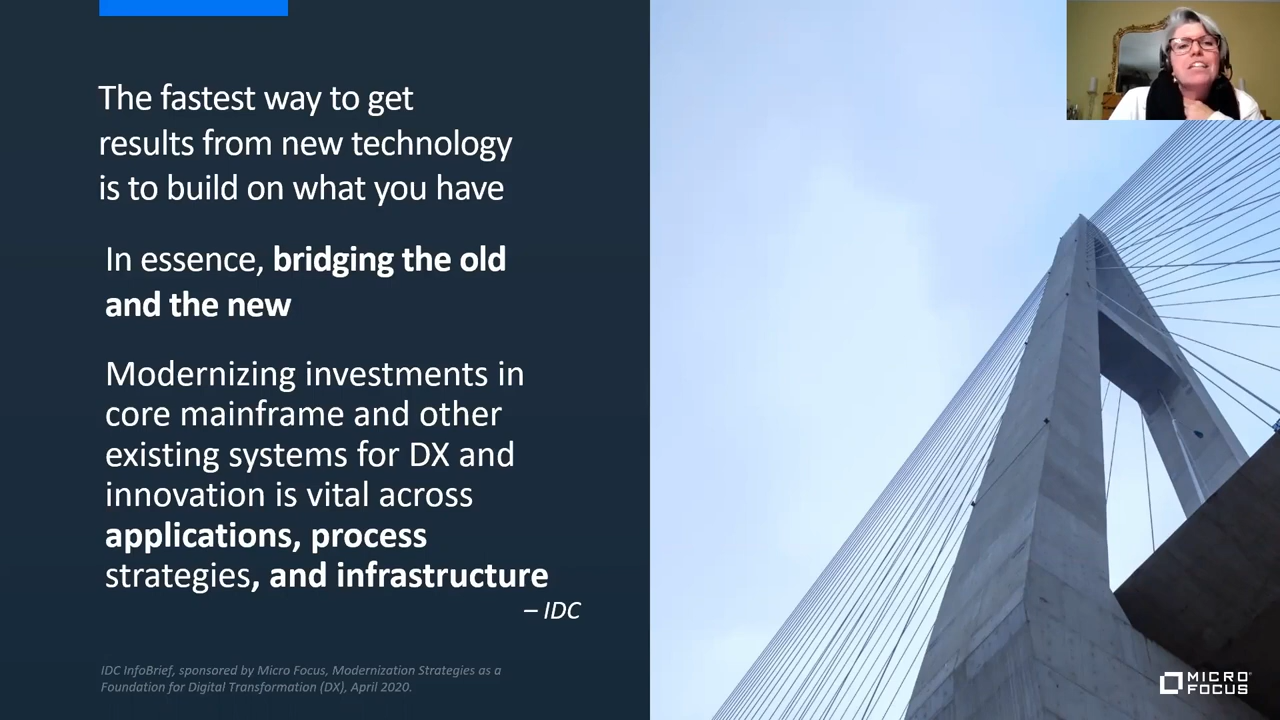 The fastest way to get
results from new technology
is to build on what you have
In essence, bridging the old
and the new
Modernizing investments in
core mainframe and other
existing systems for DX and
innovation is vital across
applications, process
strategies, and infrastructure
– IDC
IDC InfoBrief, sponsored by Micro Focus, Modernization Strategies as a
Foundation for Digital Transformation (DX), April 2020.
MICRO
FOCUS